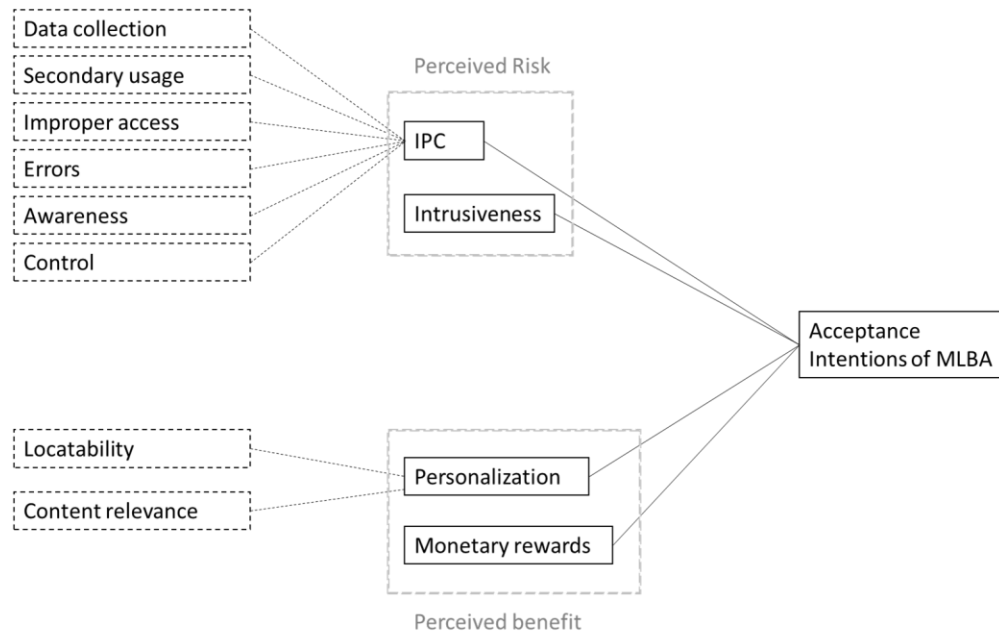 Data collection
Secondary usage
Improper access
Errors
Awareness
Control
Perceived Risk
IPC
Intrusiveness
Acceptance
Intentions of MLBA
Locatability
Content relevance
Personalization
Monetary rewards
Perceived benefit